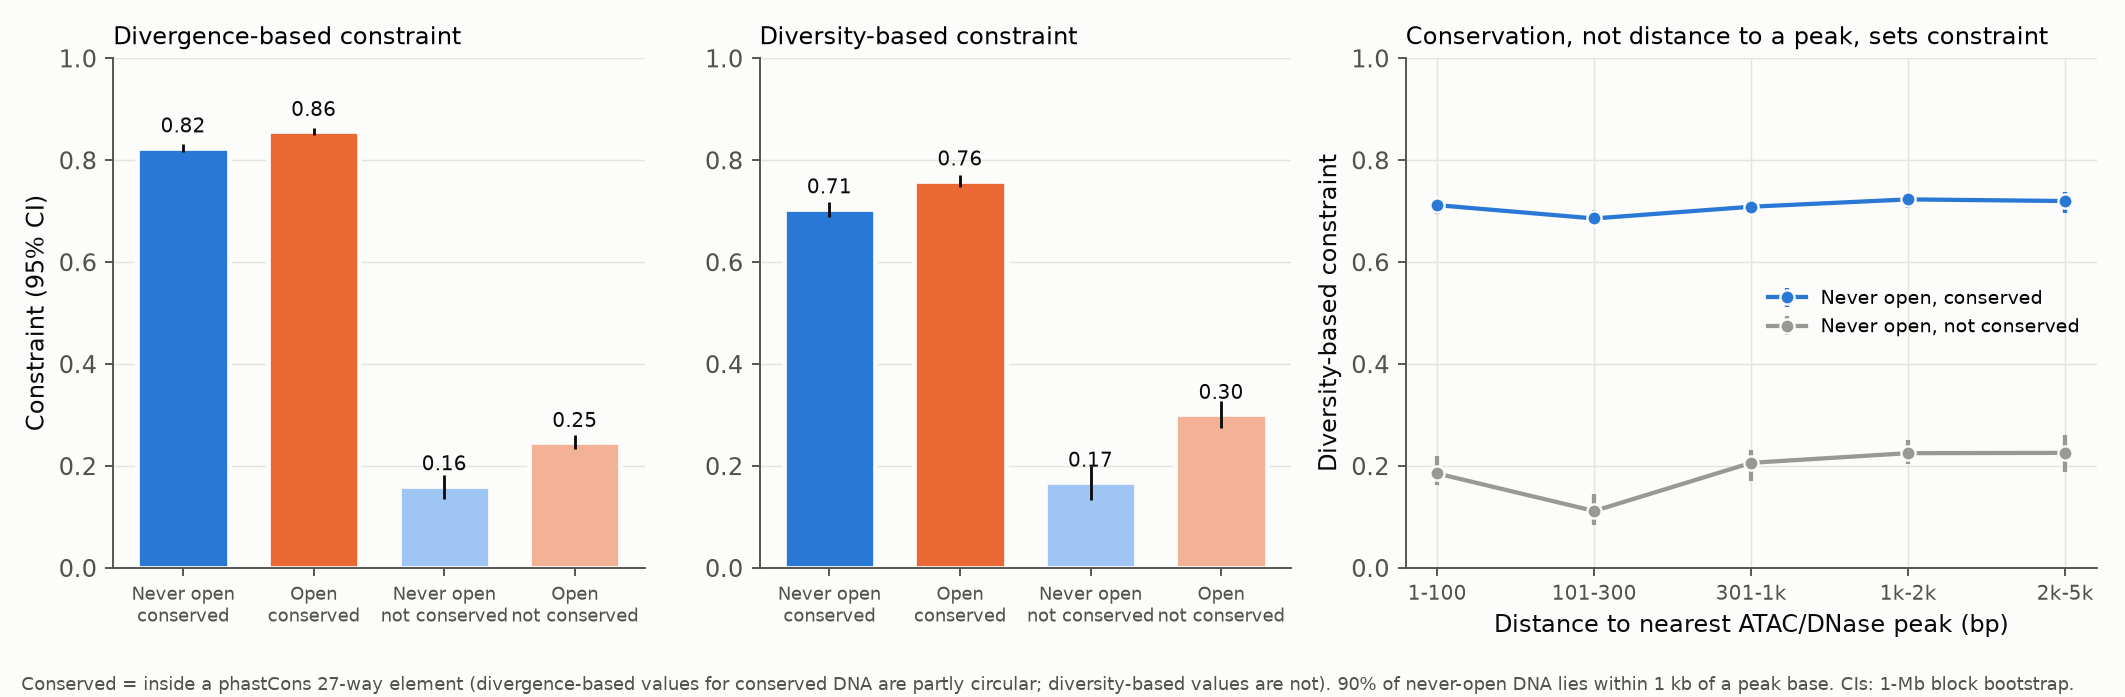 Divergence-based constraint
Constraint (95% CI)
1.0
0.8
0.6
0.4
0.2
0.0
0.82
0.86
0.16
0.25
Never open
conserved
Open
conserved
Never open
not conserved
Open
not conserved
Diversity-based constraint
1.0
0.8
0.6
0.4
0.2
0.0
0.71
0.76
0.17
0.30
Never open
conserved
Open
conserved
Never open
not conserved
Open
not conserved
Conservation, not distance to a peak, sets constraint
Diversity-based constraint
1.0
0.8
0.6
0.4
0.2
0.0
Never open, conserved
Never open, not conserved
1-100
101-300
301-1k
1k-2k
2k-5k
Distance to nearest ATAC/DNase peak (bp)
Conserved = inside a phastCons 27-way element (divergence-based values for conserved DNA are partly circular; diversity-based values are not). 90% of never-open DNA lies within 1 kb of a peak base. CIs: 1-Mb block bootstrap.